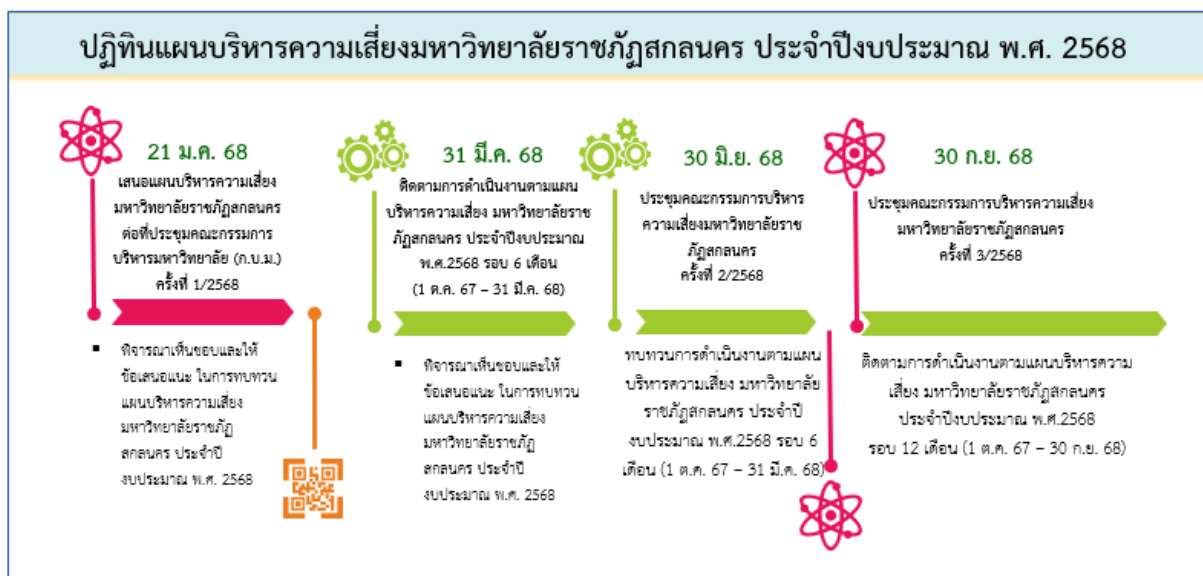 ปฏิทินแผนบริหารความเสี่ยงมหาวิทยาลัยราชภัฏสกลนคร ประจำปีงบประมาณ พ.ศ. 2568
21 ม.ค. 68
เสนอแผนบริหารความเสี่ยง
มหาวิทยาลัยราชภัฏสกลนคร
ต่อที่ประชุมคณะกรรมการ
บริหารมหาวิทยาลัย (ก.บ.ม.)
ครั้งที่ 1/2568
▪ พิจารณาเห็นชอบและให้
ข้อเสนอแนะ ในการทบทวน
แผนบริหารความเสี่ยง
มหาวิทยาลัยราชภัฏ
สกลนคร ประจำปี
งบประมาณ พ.ศ. 2568
31 มี.ค. 68
ติดตามการดำเนินงานตามแผน
บริหารความเสี่ยง มหาวิทยาลัยราช
ภัฏสกลนคร ประจำปีงบประมาณ
พ.ศ.2568 รอบ 6 เดือน
(1 ต.ค. 67 – 31 มี.ค. 68)
▪ พิจารณาเห็นชอบและให้
ข้อเสนอแนะ ในการทบทวน
แผนบริหารความเสี่ยง
มหาวิทยาลัยราชภัฏ
สกลนคร ประจำปี
งบประมาณ พ.ศ. 2568
30 มิ.ย. 68
ประชุมคณะกรรมการบริหาร
ความเสี่ยงมหาวิทยาลัยราช
ภัฏสกลนคร
ครั้งที่ 2/2568
ทบทวนการดำเนินงานตามแผน
บริหารความเสี่ยง มหาวิทยาลัย
ราชภัฏสกลนคร ประจำปี
งบประมาณ พ.ศ.2568 รอบ 6
เดือน (1 ต.ค. 67 – 31 มี.ค. 68)
30 ก.ย. 68
ประชุมคณะกรรมการบริหารความเสี่ยง
มหาวิทยาลัยราชภัฏสกลนคร
ครั้งที่ 3/2568
ติดตามการดำเนินงานตามแผนบริหารความ
เสี่ยง มหาวิทยาลัยราชภัฏสกลนคร
ประจำปีงบประมาณ พ.ศ.2568
รอบ 12 เดือน (1 ต.ค. 67 – 30 ก.ย. 68)